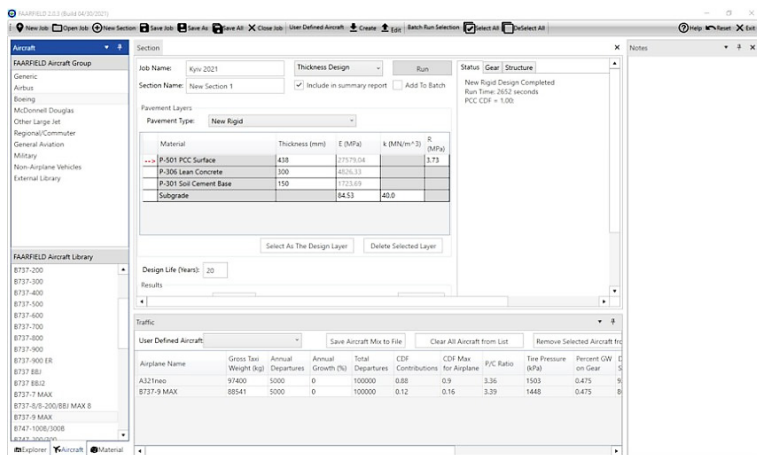 FAARFIELD 2.0.3 (Build 04/30/2021)
New Job Open Job New Section Save Job Save As Save All Close Job User Defined Aircraft Create Edit Batch Run Selection Select All DeSelect All Help Reset Exit
Aircraft
FAARFIELD Aircraft Group
Generic
Airbus
Boeing
McDonnell Douglas
Other Large Jet
Regional/Commuter
General Aviation
Military
Non-Airplane Vehicles
External Library
FAARFIELD Aircraft Library
B737-200
B737-300
B737-400
B737-500
B737-600
B737-700
B737-800
B737-900
B737-900 ER
B737 BBJ
B737 BBJ2
B737-7 MAX
B737-8/8-200/BBJ MAX 8
B737-9 MAX
B747-100B/300B
B747-200/300
Explorer Aircraft Material
Section
Job Name: Kyiv 2021 Thickness Design Run
Section Name: New Section 1 Include in summary report Add To Batch
Pavement Layers
Pavement Type: New Rigid
Material Thickness (mm) E (MPa) k (MN/m^3) R (MPa)
--> P-501 PCC Surface 438 27579.04 3.73
P-306 Lean Concrete 300 4826.33
P-301 Soil Cement Base 150 1723.69
Subgrade 84.53 40.0
Select As The Design Layer Delete Selected Layer
Design Life (Years): 20
Results
Status Gear Structure
New Rigid Design Completed
Run Time: 2652 seconds
PCC CDF = 1.00;
Notes
Traffic
User Defined Aircraft Save Aircraft Mix to File Clear All Aircraft from List Remove Selected Aircraft fro
Airplane Name Gross Taxi Weight (kg) Annual Departures Annual Growth (%) Total Departures CDF Contributions CDF Max for Airplane P/C Ratio Tire Pressure (kPa) Percent GW on Gear D S
A321neo 97400 5000 0 100000 0.88 0.9 3.36 1503 0.475 9
B737-9 MAX 88541 5000 0 100000 0.12 0.16 3.39 1448 0.475 8